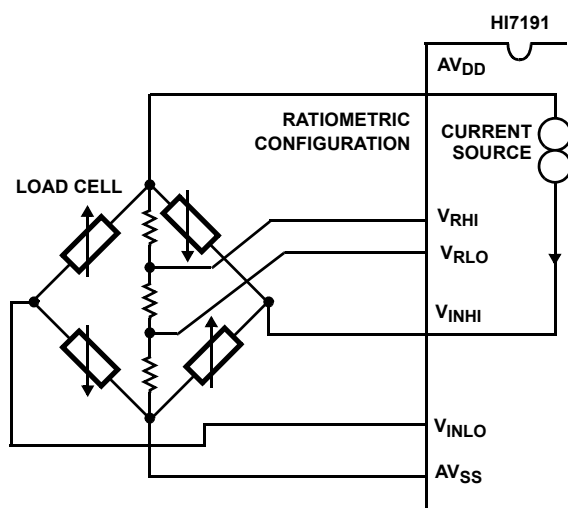 HI7191
AVDD
RATIOMETRIC
CONFIGURATION
CURRENT
SOURCE
LOAD CELL
VRHI
VRLO
VINHI
VINLO
AVSS